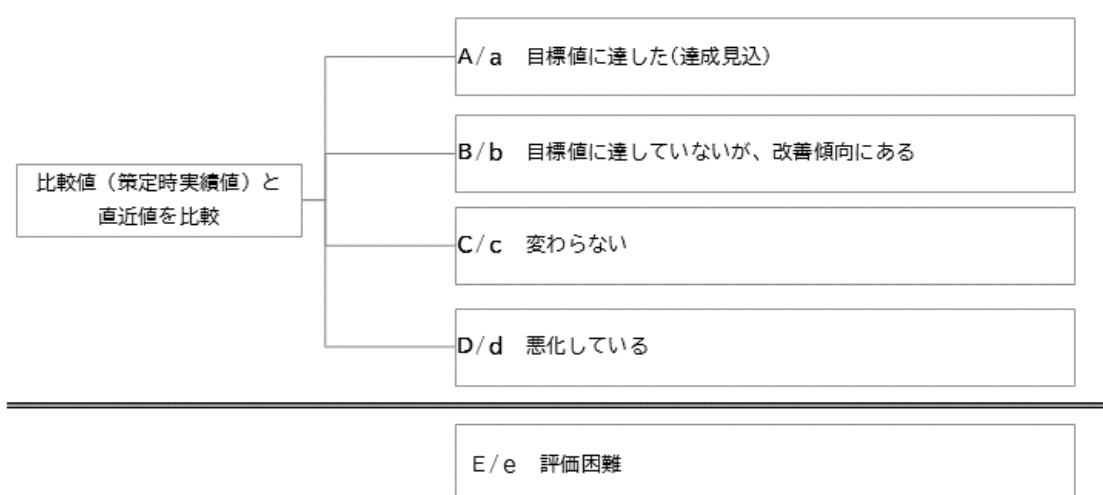 A/a 目標値に達した(達成見込)
B/b 目標値に達していないが、改善傾向にある
比較値（策定時実績値）と
直近値を比較
C/c 変わらない
D/d 悪化している
E/e 評価困難